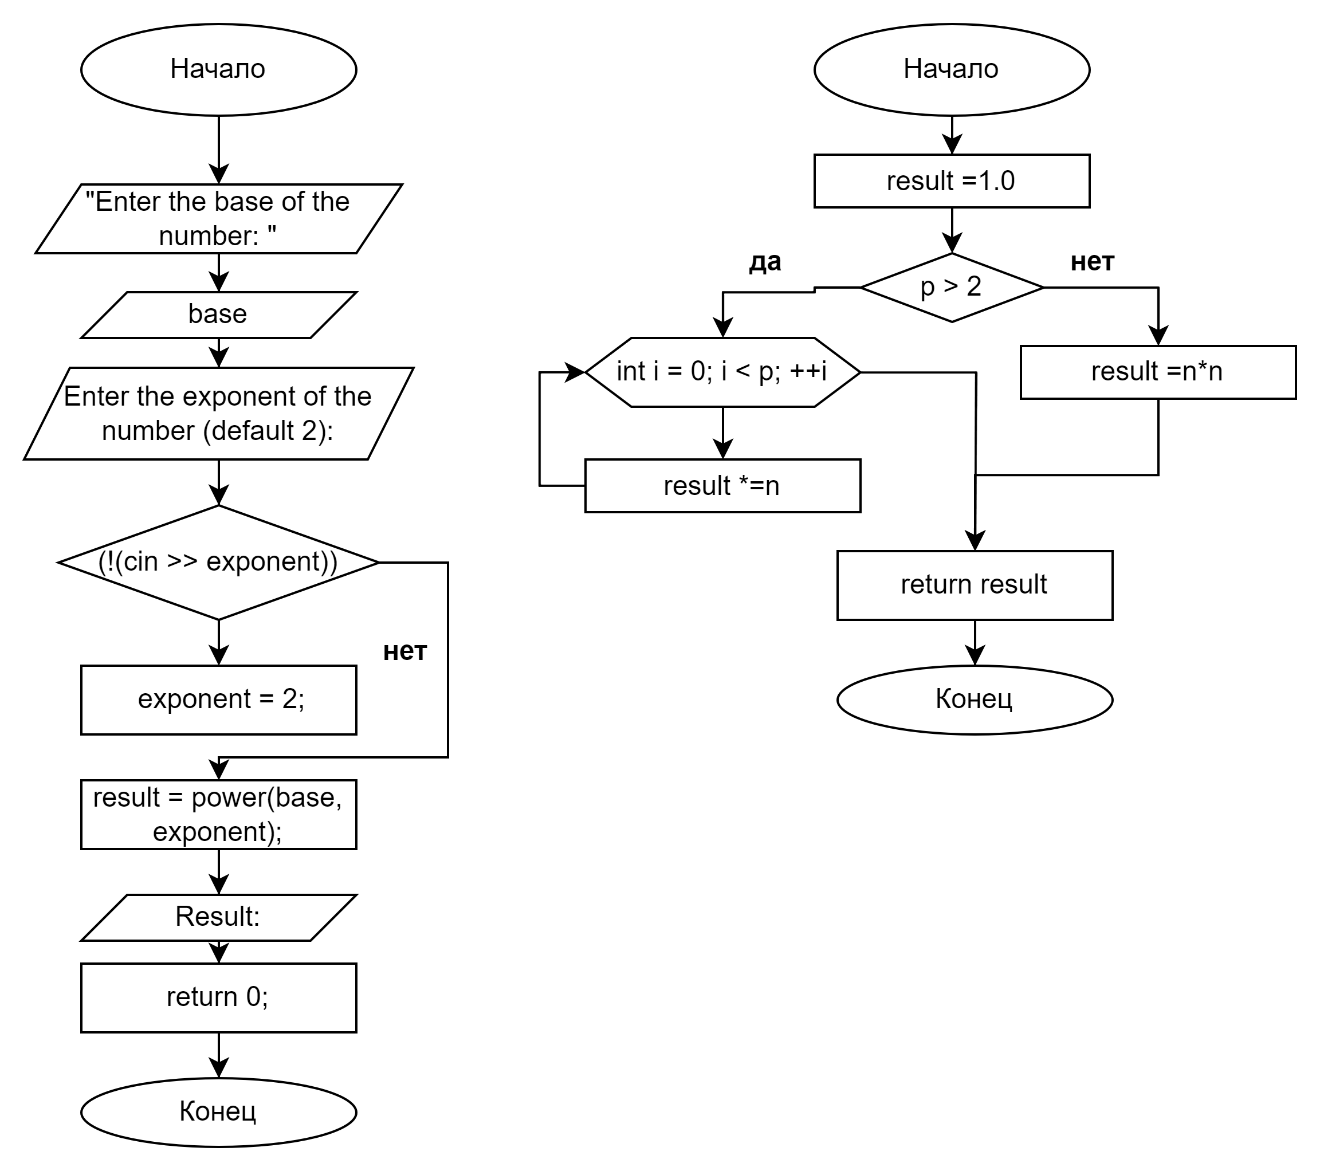 Начало
"Enter the base of the
number: "
base
Enter the exponent of the
number (default 2):
(!(cin >> exponent))
нет
exponent = 2;
result = power(base,
exponent);
Result:
return 0;
Конец
Начало
result =1.0
p > 2
да
нет
int i = 0; i < p; ++i
result =n*n
result *=n
return result
Конец